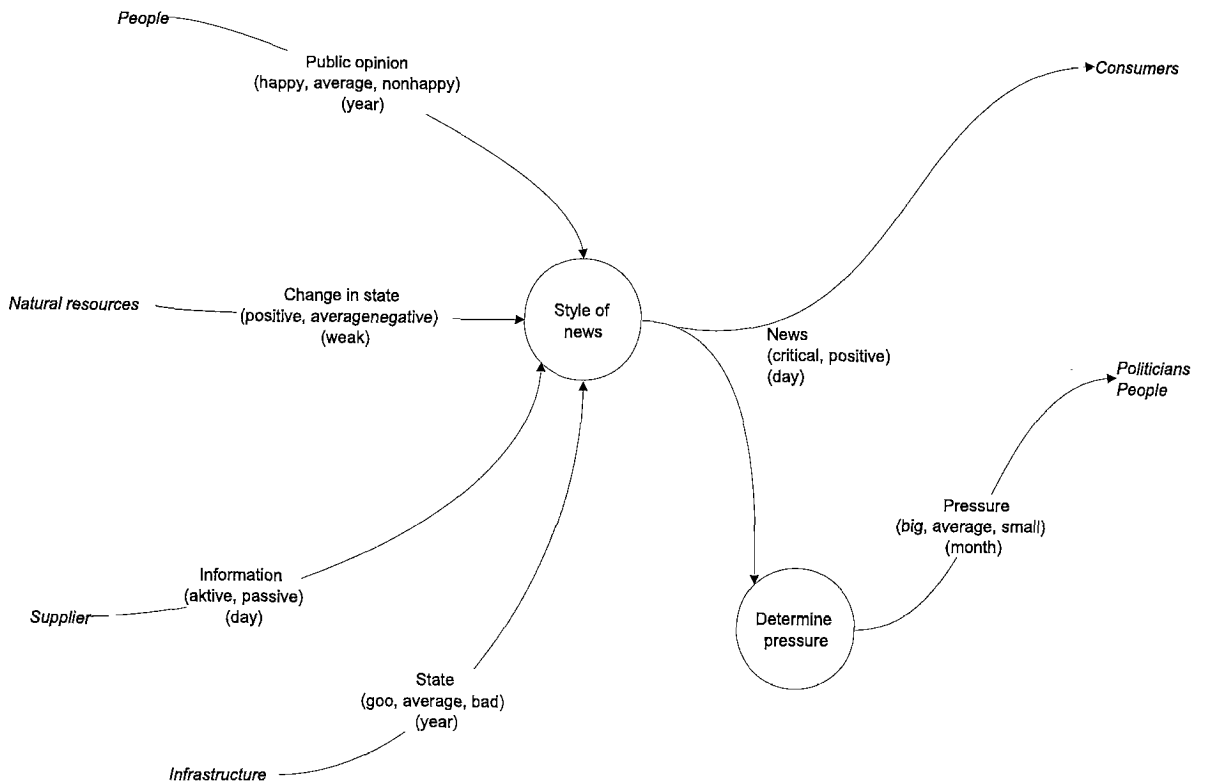 People
Public opinion
(happy, average, nonhappy)
(year)
Consumers
Natural resources
Change in state
(positive, averagenegative)
(weak)
Style of
news
News
(critical, positive)
(day)
Politicians
People
Pressure
(big, average, small)
(month)
Information
(aktive, passive)
(day)
Supplier
Determine
pressure
State
(goo, average, bad)
(year)
Infrastructure